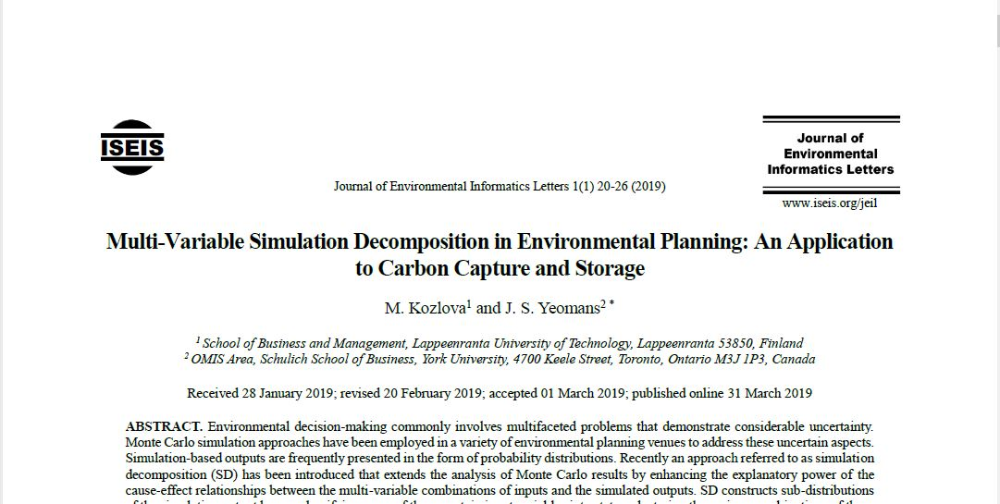 ISEIS
Journal of
Environmental
Informatics Letters
Journal of Environmental Informatics Letters 1(1) 20-26 (2019)
www.iseis.org/jeil
Multi-Variable Simulation Decomposition in Environmental Planning: An Application
to Carbon Capture and Storage
M. Kozlova1 and J. S. Yeomans2 *
1 School of Business and Management, Lappeenranta University of Technology, Lappeenranta 53850, Finland
2 OMIS Area, Schulich School of Business, York University, 4700 Keele Street, Toronto, Ontario M3J 1P3, Canada
Received 28 January 2019; revised 20 February 2019; accepted 01 March 2019; published online 31 March 2019
ABSTRACT. Environmental decision-making commonly involves multifaceted problems that demonstrate considerable uncertainty.
Monte Carlo simulation approaches have been employed in a variety of environmental planning venues to address these uncertain aspects.
Simulation-based outputs are frequently presented in the form of probability distributions. Recently an approach referred to as simulation
decomposition (SD) has been introduced that extends the analysis of Monte Carlo results by enhancing the explanatory power of the
cause-effect relationships between the multi-variable combinations of inputs and the simulated outputs. SD constructs sub-distributions